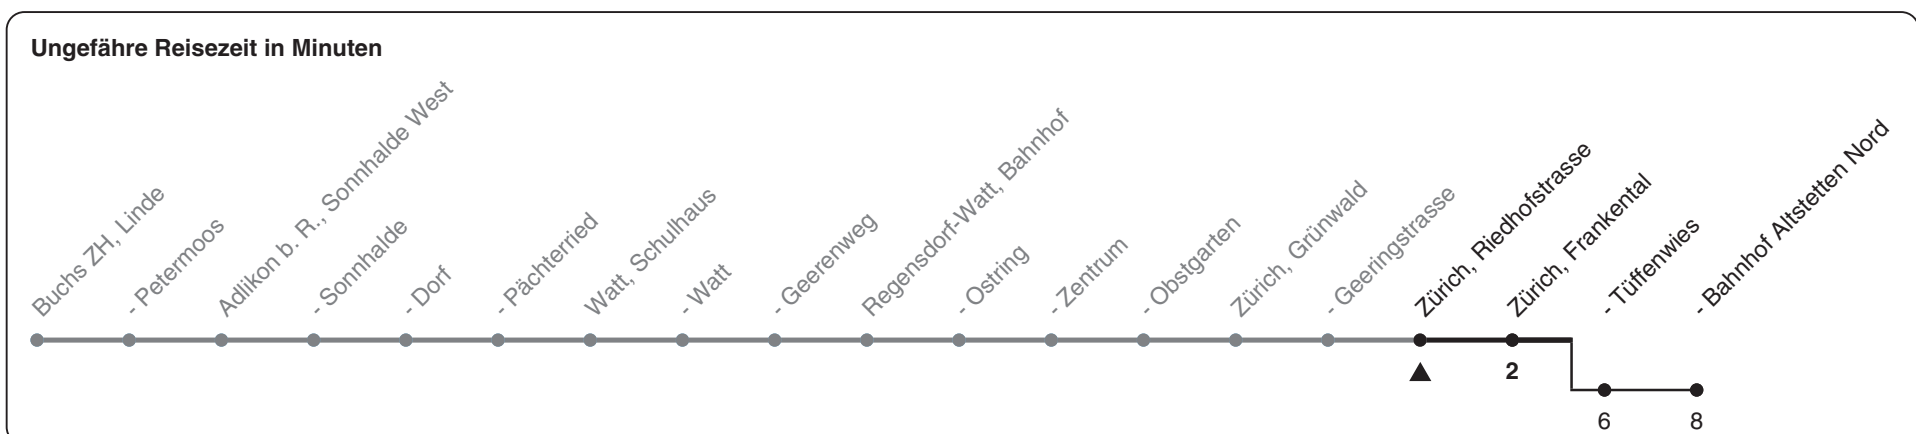 Ungefähre Reisezeit in Minuten
Buchs ZH, Linde
- Petermoos
Adlikon b. R., Sonnhalde West
- Sonnhalde
- Dorf
- Pächterried
Watt, Schulhaus
- Watt
- Geerenweg
Regensdorf-Watt, Bahnhof
- Ostring
- Zentrum
- Obstgarten
Zürich, Grünwald
- Geeringstrasse
Zürich, Riedhofstrasse
Zürich, Frankental
- Tüffenwies
- Bahnhof Altstetten Nord
2
6
8